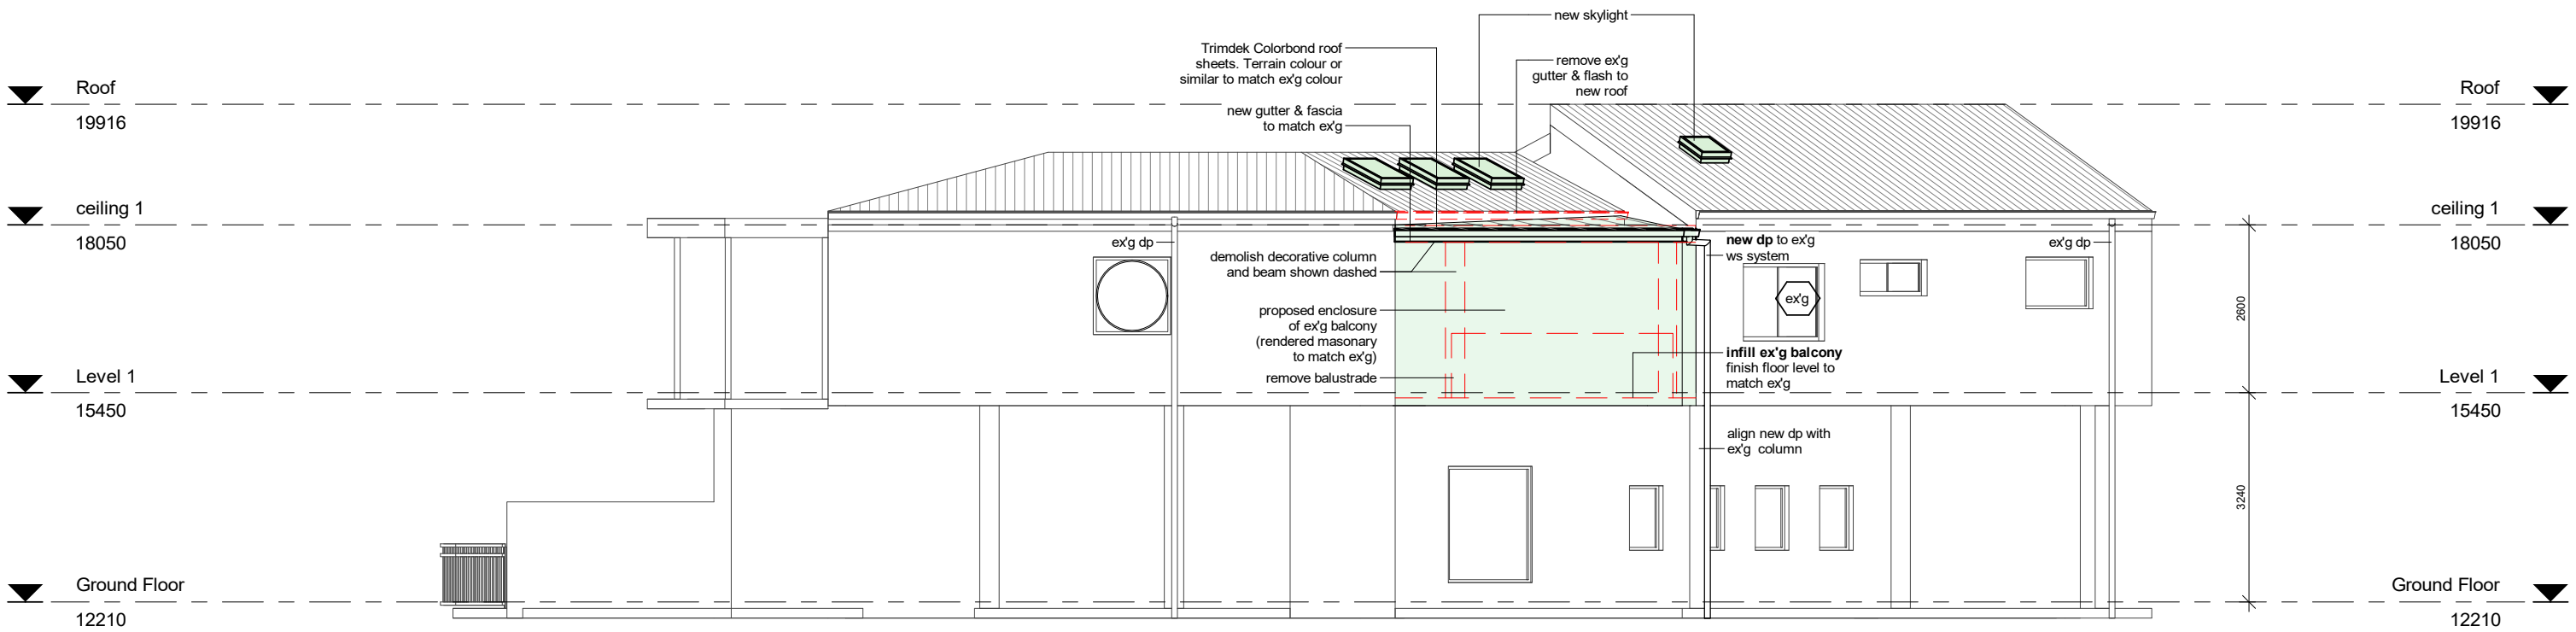 new skylight
Trimdek Colorbond roof
sheets. Terrain colour or
similar to match ex'g colour
remove ex'g
gutter & flash to
new roof
new gutter & fascia
to match ex'g
Roof
19916
Roof
19916
ceiling 1
18050
ceiling 1
18050
ex'g dp
demolish decorative column
and beam shown dashed
new dp to ex'g
ws system
ex'g dp
ex'g
proposed enclosure
of ex'g balcony
(rendered masonary
to match ex'g)
remove balustrade
infill ex'g balcony
finish floor level to
match ex'g
2600
Level 1
15450
Level 1
15450
align new dp with
ex'g column
3240
Ground Floor
12210
Ground Floor
12210